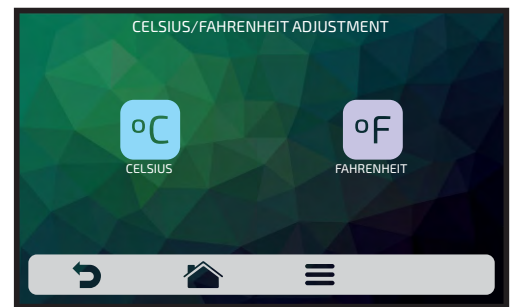 CELSIUS/FAHRENHEIT ADJUSTMENT
ºC
ºF
CELSIUS
FAHRENHEIT